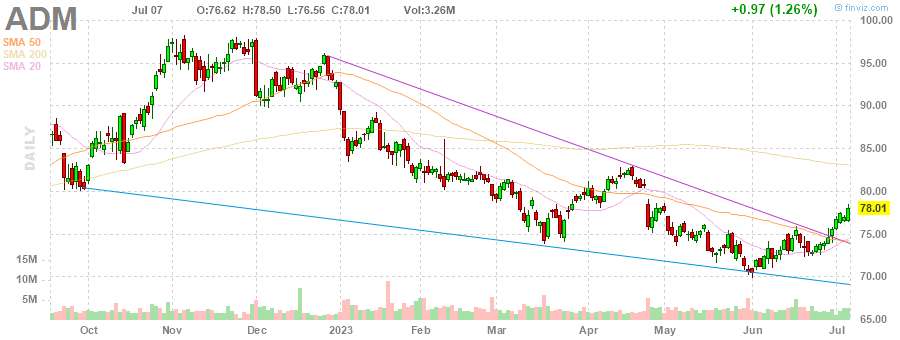 ADM
Jul 07 O:76.62 H:78.50 L:76.56 C:78.01 Vol:3.26M
+0.97 (1.26%)
finviz.com
SMA 50
SMA 200
SMA 20
DAILY
100.00
95.00
90.00
85.00
80.00
78.01
75.00
70.00
65.00
15M
10M
5M
Oct Nov Dec 2023 Feb Mar Apr May Jun Jul